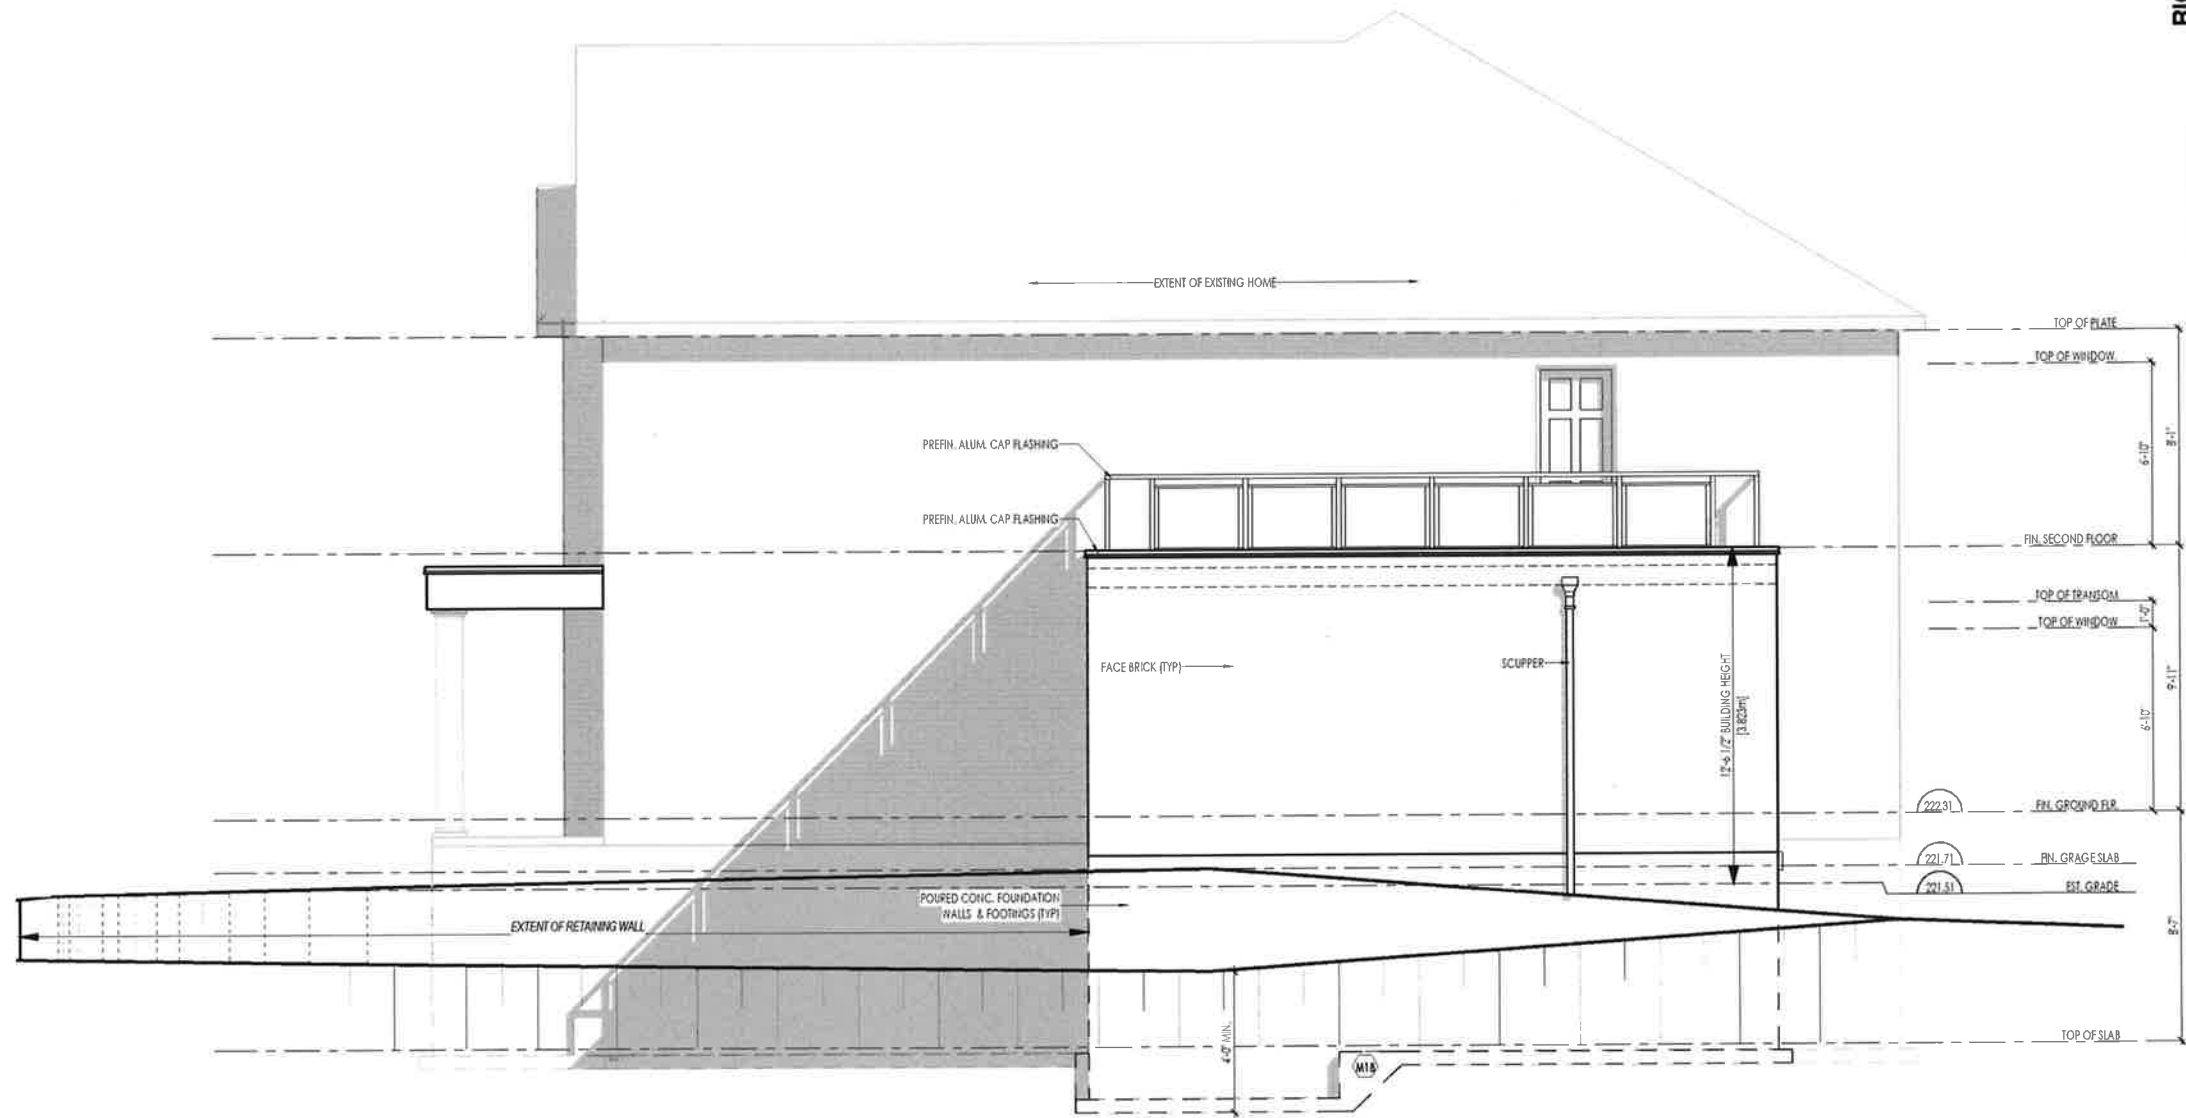 EXTENT OF EXISTING HOME
TOP OF PLATE
TOP OF WINDOW
6'-10"
8'-1"
PREFIN. ALUM. CAP FLASHING
PREFIN. ALUM. CAP FLASHING
FIN. SECOND FLOOR
TOP OF TRANSOM
1'-0"
TOP OF WINDOW
FACE BRICK (TYP)
SCUPPER
12'-6 1/2" BUILDING HEIGHT
[3.823m]
9'-11"
6'-10"
222.31
FIN. GROUND FLR.
221.71
FIN. GRAGE SLAB
221.51
EST. GRADE
POURED CONC. FOUNDATION
WALLS & FOOTINGS (TYP)
EXTENT OF RETAINING WALL
8'-7"
4'-0" MIN.
TOP OF SLAB
M18